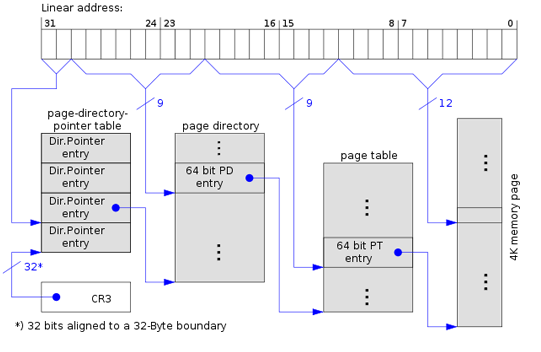 Linear address:
31 24 23 16 15 8 7 0
9 9 12
page-directory-
pointer table
page directory
page table
Dir.Pointer
entry
Dir.Pointer
entry
Dir.Pointer
entry
Dir.Pointer
entry
64 bit PD
entry
64 bit PT
entry
4K memory page
32*
CR3
*) 32 bits aligned to a 32-Byte boundary